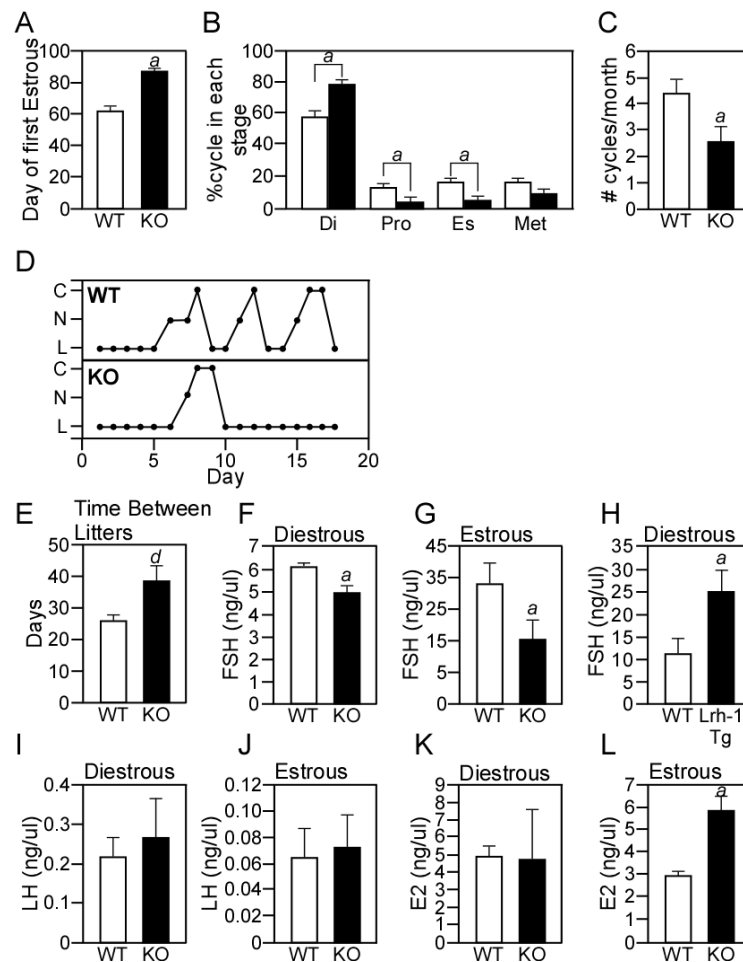 A
Day of first Estrous
100
80
60
40
20
0
a
WT KO
B
%cycle in each
stage
100
80
60
40
20
0
a
a
a
Di Pro Es Met
C
# cycles/month
6
5
4
3
2
1
0
a
WT KO
D
C
N
L
WT
C
N
L
KO
0 5 10 15 20
Day
E
Time Between
Litters
Days
50
40
30
20
10
0
d
WT KO
F
Diestrous
FSH (ng/ul)
6
5
4
3
2
1
0
a
WT KO
G
Estrous
FSH (ng/ul)
45
35
25
15
0
a
WT KO
H
Diestrous
FSH (ng/ul)
35
30
25
20
15
10
5
0
a
WT Lrh-1
Tg
I
Diestrous
LH (ng/ul)
0.4
0.3
0.2
0.1
0
WT KO
J
Estrous
LH (ng/ul)
0.12
0.10
0.08
0.06
0.04
0.02
0.00
WT KO
K
Diestrous
E2 (ng/ul)
9
8
7
6
5
4
3
2
1
0
WT KO
L
Estrous
E2 (ng/ul)
7
6
5
4
3
2
1
0
a
WT KO